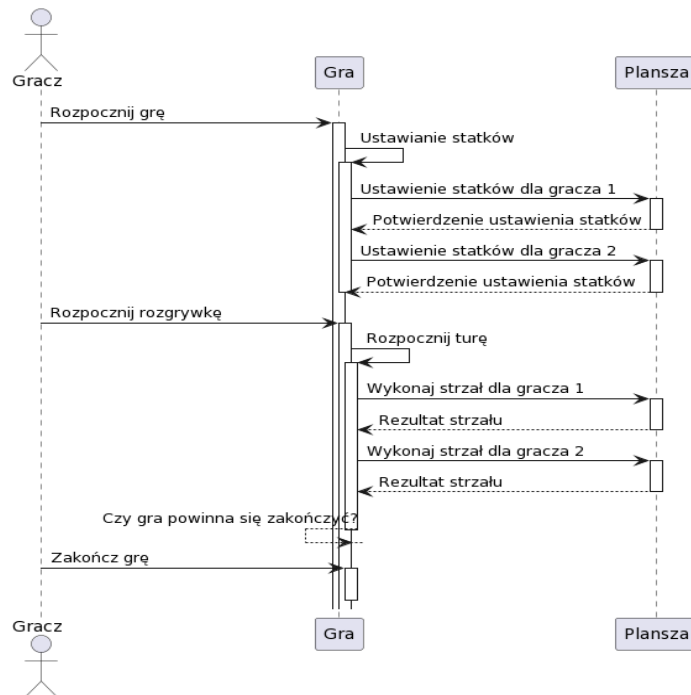 Gracz
Gra
Plansza
Rozpocznij grę
Ustawianie statków
Ustawienie statków dla gracza 1
Potwierdzenie ustawienia statków
Ustawienie statków dla gracza 2
Potwierdzenie ustawienia statków
Rozpocznij rozgrywkę
Rozpocznij turę
Wykonaj strzał dla gracza 1
Rezultat strzału
Wykonaj strzał dla gracza 2
Rezultat strzału
Czy gra powinna się zakończyć?
Zakończ grę
Gracz
Gra
Plansza